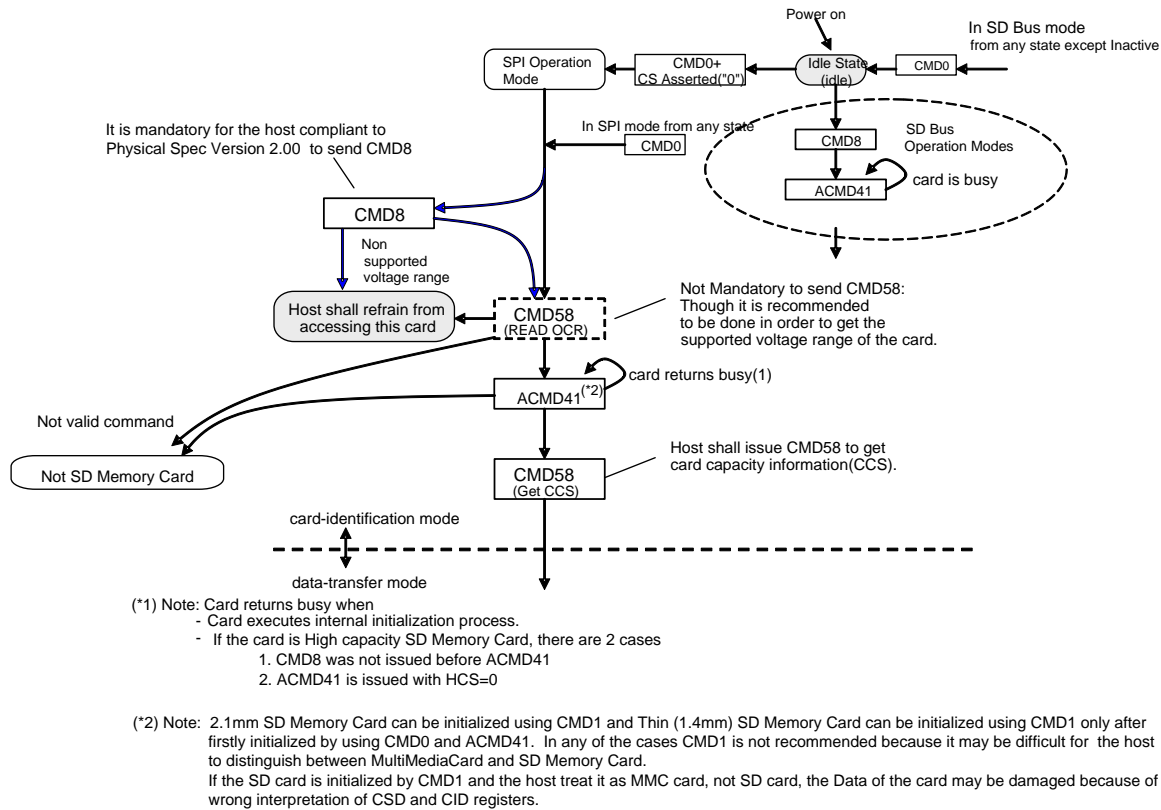 Power on
In SD Bus mode
from any state except Inactive
SPI Operation
Mode
CMD0+
CS Asserted("0")
Idle State
(idle)
CMD0
It is mandatory for the host compliant to
Physical Spec Version 2.00 to send CMD8
In SPI mode from any state
CMD0
CMD8
SD Bus
Operation Modes
ACMD41
card is busy
CMD8
Non
supported
voltage range
Host shall refrain from
accessing this card
CMD58
(READ OCR)
Not Mandatory to send CMD58:
Though it is recommended
to be done in order to get the
supported voltage range of the card.
card returns busy(1)
ACMD41(*2)
Not valid command
Not SD Memory Card
CMD58
(Get CCS)
Host shall issue CMD58 to get
card capacity information(CCS).
card-identification mode
data-transfer mode
(*1) Note: Card returns busy when
- Card executes internal initialization process.
- If the card is High capacity SD Memory Card, there are 2 cases
1. CMD8 was not issued before ACMD41
2. ACMD41 is issued with HCS=0
(*2) Note: 2.1mm SD Memory Card can be initialized using CMD1 and Thin (1.4mm) SD Memory Card can be initialized using CMD1 only after
firstly initialized by using CMD0 and ACMD41. In any of the cases CMD1 is not recommended because it may be difficult for the host
to distinguish between MultiMediaCard and SD Memory Card.
If the SD card is initialized by CMD1 and the host treat it as MMC card, not SD card, the Data of the card may be damaged because of
wrong interpretation of CSD and CID registers.